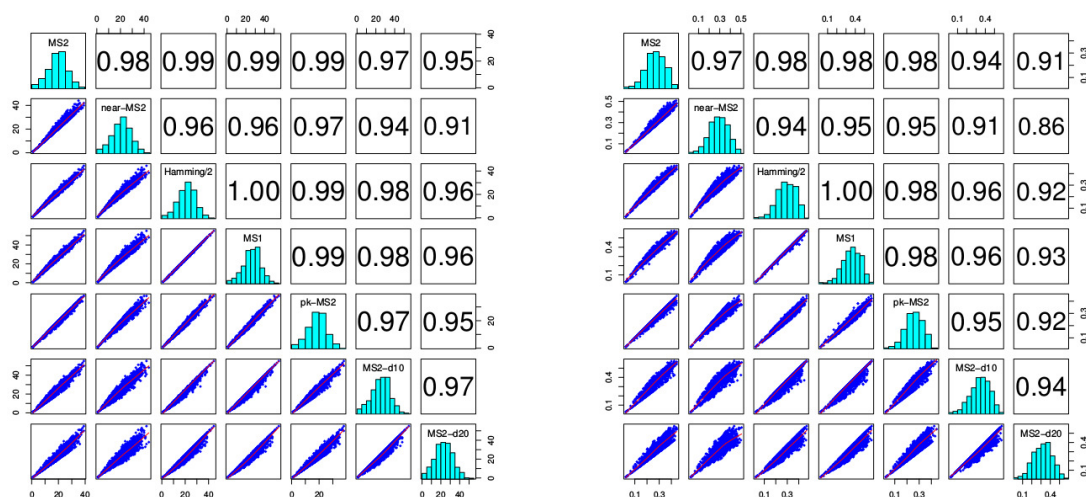 0 20 40 0 20 40 0 20 40
MS2 0.98 0.99 0.99 0.99 0.97 0.95 0 20 40
0 20 40 near-MS2 0.96 0.96 0.97 0.94 0.91
Hamming/2 1.00 0.99 0.98 0.96 0 20 40
0 20 40 MS1 0.99 0.98 0.96
pk-MS2 0.97 0.95 0 20
0 20 40 MS2-d10 0.97
MS2-d20 0 20 40
0 20 40 0 20 40 0 20 0 20 40
0.1 0.3 0.5 0.1 0.4 0.1 0.4
MS2 0.97 0.98 0.98 0.98 0.94 0.91 0.1 0.3
0.1 0.3 0.5 near-MS2 0.94 0.95 0.95 0.91 0.86
Hamming/2 1.00 0.98 0.96 0.92 0.1 0.3
0.1 0.4 MS1 0.98 0.96 0.93
pk-MS2 0.95 0.92 0.1 0.3
0.1 0.4 MS2-d10 0.94
MS2-d20 0.1 0.4
0.1 0.3 0.1 0.3 0.1 0.3 0.1 0.4